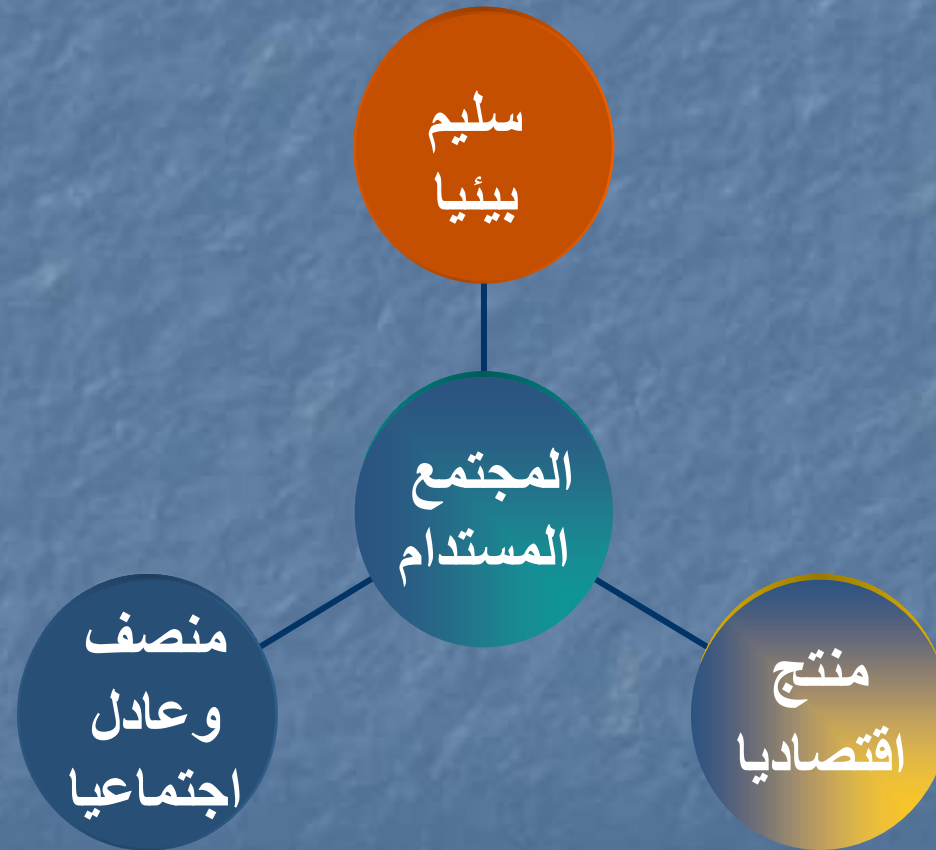 سليم
بيئيا
المجتمع
المستدام
منتج
اقتصاديا
منصف
وعادل
اجتماعيا